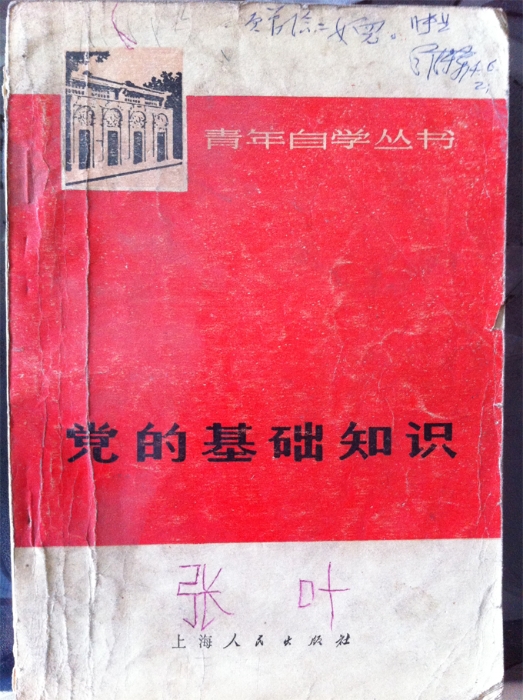 青年自学丛书
党的基础知识
张 叶
上海人民出版社